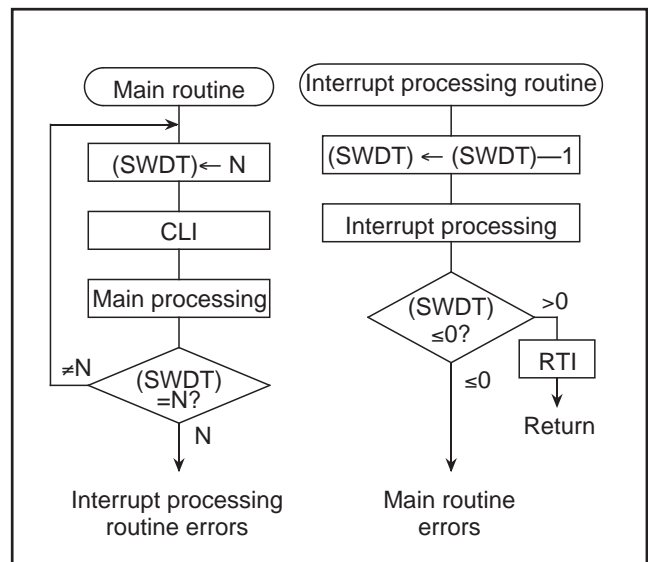 Main routine
(SWDT)← N
CLI
Main processing
≠N
(SWDT)
=N?
N
Interrupt processing
routine errors
Interrupt processing routine
(SWDT) ← (SWDT)—1
Interrupt processing
(SWDT)
≤0?
>0
RTI
≤0
Return
Main routine
errors